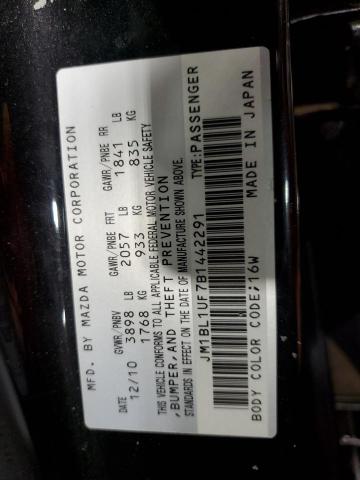 MFD. BY MAZDA MOTOR CORPORATION
GVWR/PNBV GAWR/PNBE FRT GAWR/PNBE RR
DATE 3898 LB 2057 LB 1841 LB
12/10 1768 KG 933 KG 835 KG
THIS VEHICLE CONFORMS TO ALL APPLICABLE FEDERAL MOTOR VEHICLE SAFETY
,BUMPER,AND THEFT PREVENTION
STANDARDS IN EFFECT ON THE DATE OF MANUFACTURE SHOWN ABOVE.
JM1BL1UF7B1442291 TYPE:PASSENGER
BODY COLOR CODE;16W MADE IN JAPAN